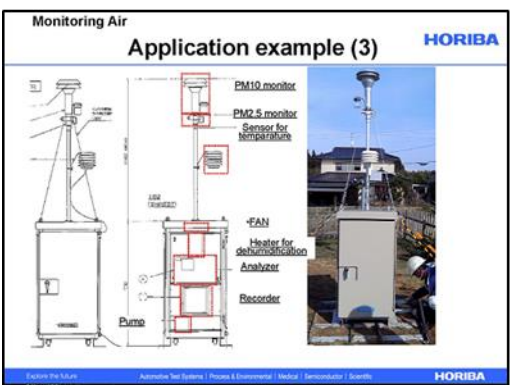 Monitoring Air
HORIBA
Application example (3)
PM10 monitor
PM2.5 monitor
Sensor for
temparature
•FAN
Heater for
dehumidification
Analyzer
Recorder
Pump
Explore the future
Automotive Test Systems | Process & Environmental | Medical | Semiconductor | Scientific
HORIBA